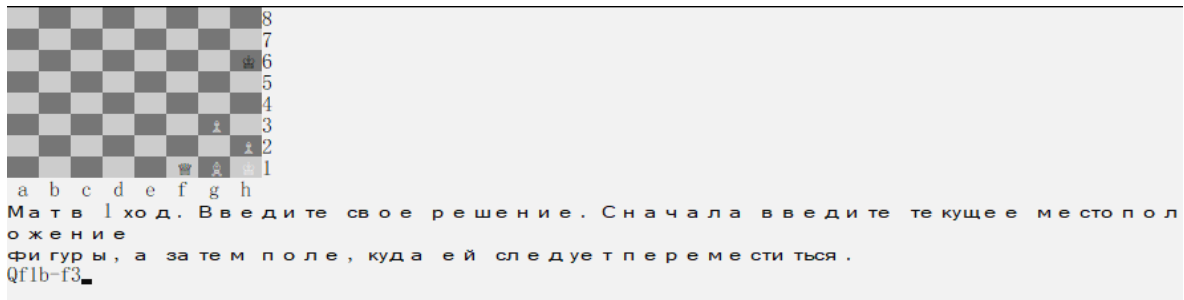 8
7
6
5
4
3
2
1
a b c d e f g h
Мат в 1 ход. Введите свое решение. Сначала введите текущее местопол
ожение
фигуры, а затем поле, куда ей следует переместиться.
Qf1b-f3